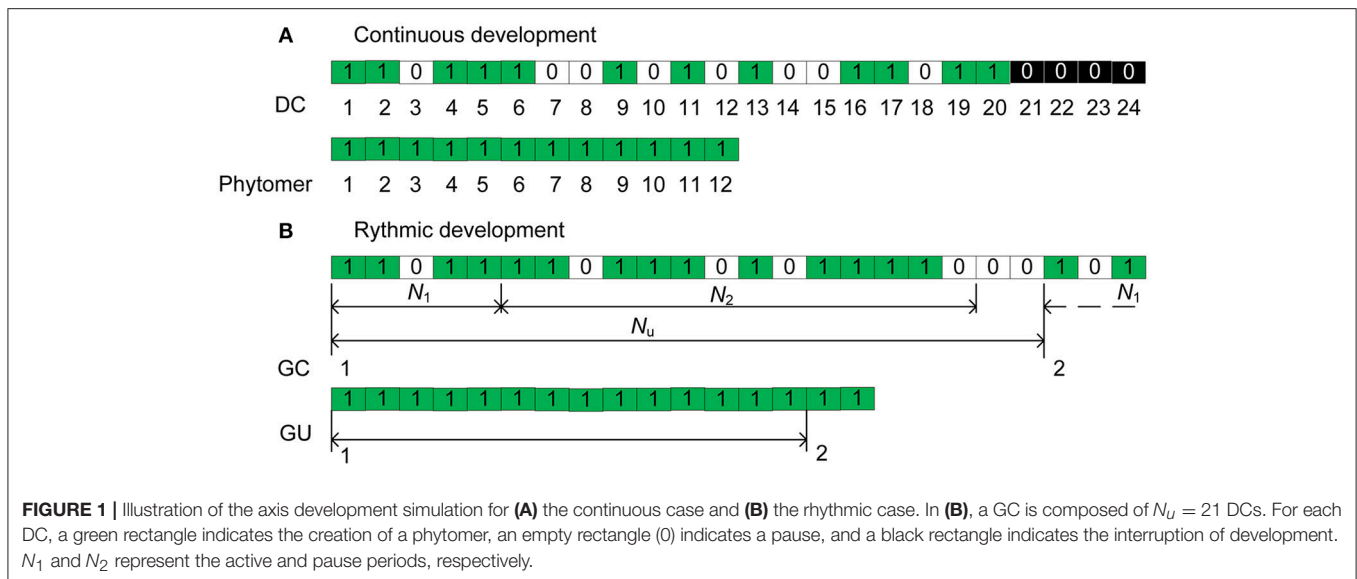 A Continuous development
1 1 0 1 1 1 0 0 1 0 1 0 1 0 0 1 1 0 1 1 0 0 0 0
DC 1 2 3 4 5 6 7 8 9 10 11 12 13 14 15 16 17 18 19 20 21 22 23 24
1 1 1 1 1 1 1 1 1 1 1 1
Phytomer 1 2 3 4 5 6 7 8 9 10 11 12
B Rythmic development
1 1 0 1 1 1 1 0 1 1 1 0 1 0 1 1 1 1 0 0 0 1 0 1
N1 N2 N1
Nu
GC 1 2
1 1 1 1 1 1 1 1 1 1 1 1 1 1 1 1
GU 1 2
FIGURE 1 | Illustration of the axis development simulation for (A) the continuous case and (B) the rhythmic case. In (B), a GC is composed of Nu = 21 DCs. For each
DC, a green rectangle indicates the creation of a phytomer, an empty rectangle (0) indicates a pause, and a black rectangle indicates the interruption of development.
N1 and N2 represent the active and pause periods, respectively.